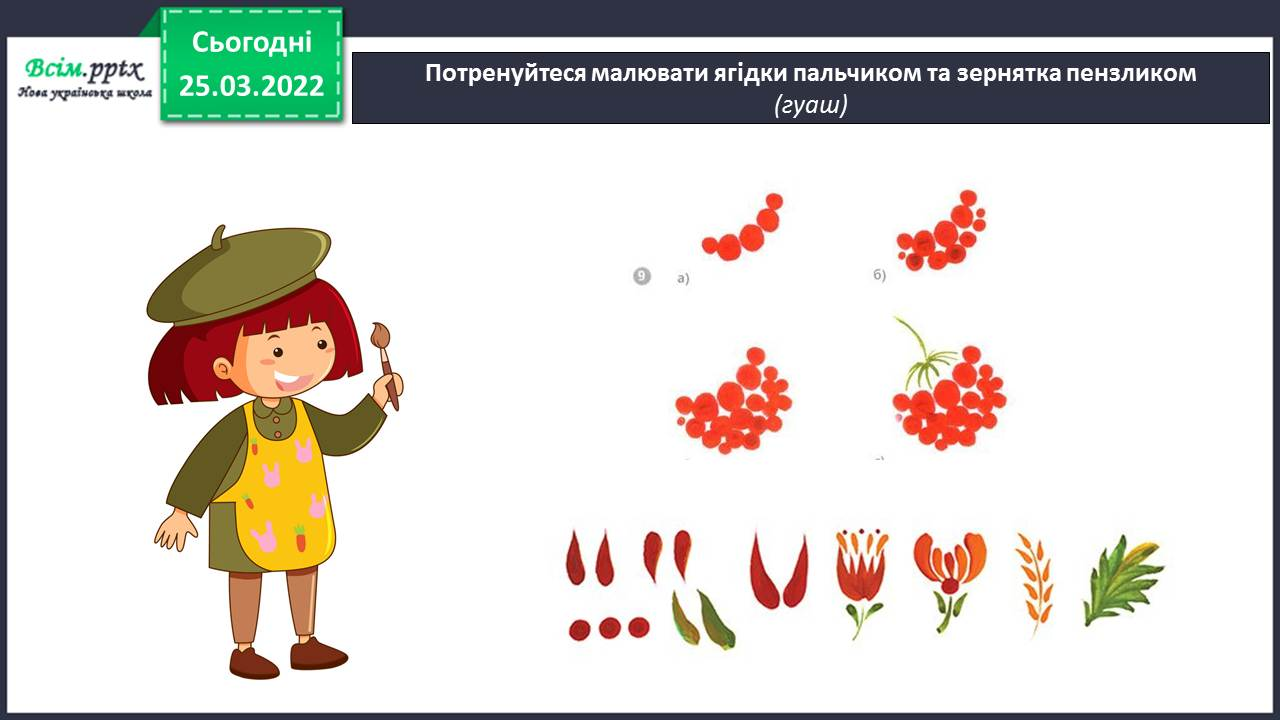 Сьогодні
25.03.2022
Всім.pptx
Нова українська школа
Потренуйтеся малювати ягідки пальчиком та зернятка пензликом
(гуаш)
9 а)
б)